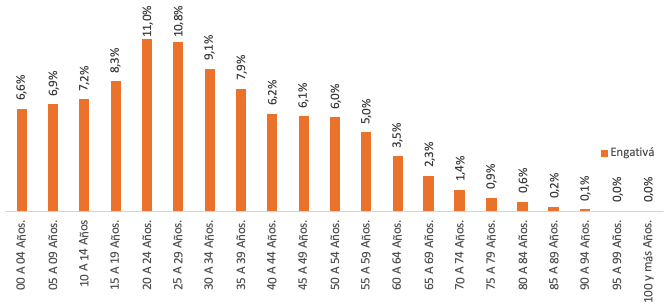 6,6%
6,9%
7,2%
8,3%
11,0%
10,8%
9,1%
7,9%
6,2%
6,1%
6,0%
5,0%
3,5%
2,3%
1,4%
0,9%
0,6%
0,2%
0,1%
0,0%
0,0%
Engativá
00 A 04 Años.
05 A 09 Años.
10 A 14 Años
15 A 19 Años.
20 A 24 Años.
25 A 29 Años.
30 A 34 Años.
35 A 39 Años.
40 A 44 Años.
45 A 49 Años.
50 A 54 Años.
55 A 59 Años.
60 A 64 Años.
65 A 69 Años.
70 A 74 Años.
75 A 79 Años.
80 A 84 Años.
85 A 89 Años.
90 A 94 Años.
95 A 99 Años.
100 y más Años.